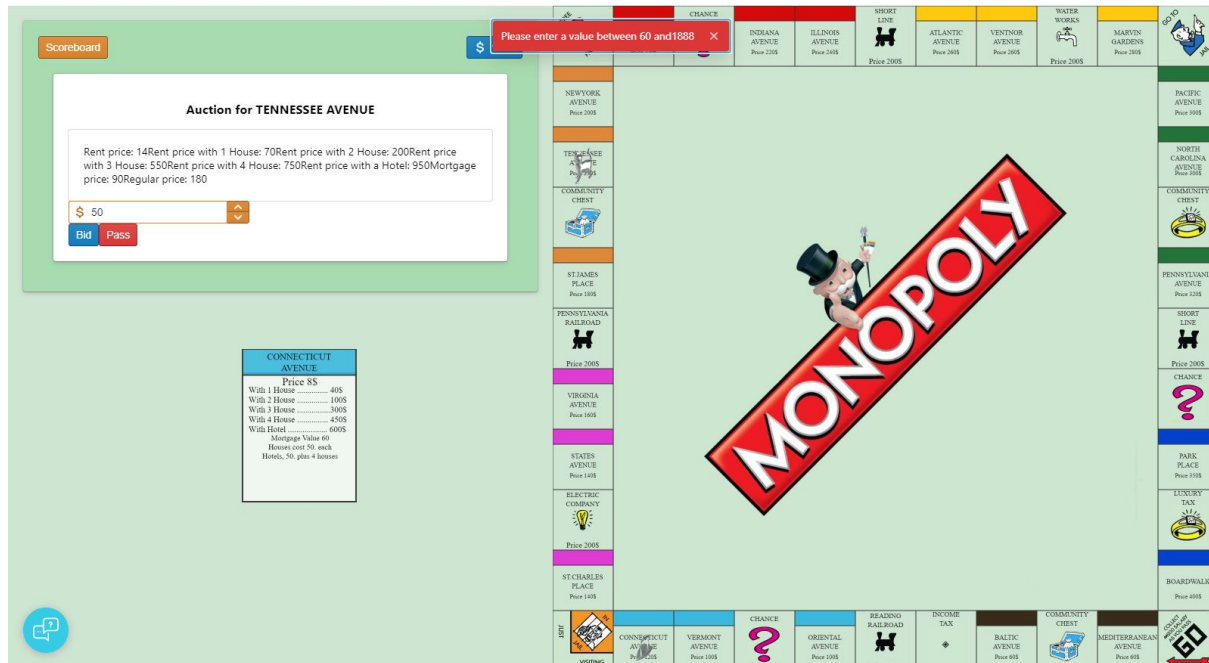 Scoreboard
$
Please enter a value between 60 and1888 ×
Auction for TENNESSEE AVENUE
Rent price: 14Rent price with 1 House: 70Rent price with 2 House: 200Rent price
with 3 House: 550Rent price with 4 House: 750Rent price with a Hotel: 950Mortgage
price: 90Regular price: 180
$ 50
Bid Pass
CONNECTICUT
AVENUE
Price 8$
With 1 House .............. 40$
With 2 House .............. 100$
With 3 House ..............300$
With 4 House .............. 450$
With Hotel .................. 600$
Mortgage Value 60
Houses cost 50. each
Hotels, 50. plus 4 houses
CHANCE
INDIANA
AVENUE
Price 220$
ILLINOIS
AVENUE
Price 240$
SHORT
LINE
Price 200$
ATLANTIC
AVENUE
Price 260$
VENTNOR
AVENUE
Price 260$
WATER
WORKS
Price 200$
MARVIN
GARDENS
Price 280$
GO TO
JAIL
NEWYORK
AVENUE
Price 200$
COMMUNITY
CHEST
ST.JAMES
PLACE
Price 180$
PENNSYLVANIA
RAILROAD
Price 200$
VIRGINIA
AVENUE
Price 160$
STATES
AVENUE
Price 140$
ELECTRIC
COMPANY
Price 200$
ST.CHARLES
PLACE
Price 140$
MONOPOLY
PACIFIC
AVENUE
Price 300$
NORTH
CAROLINA
AVENUE
Price 300$
COMMUNITY
CHEST
PENNSYLVANI
AVENUE
Price 320$
SHORT
LINE
Price 200$
CHANCE
?
PARK
PLACE
Price 350$
LUXURY
TAX
BOARDWALK
Price 400$
JUST
IN
JAIL
VISITING
CONNECTICUT
VERMONT
AVENUE
Price 100$
CHANCE
?
ORIENTAL
AVENUE
Price 100$
READING
RAILROAD
INCOME
TAX
BALTIC
AVENUE
Price 60$
COMMUNITY
CHEST
MEDITERRANEAN
AVENUE
Price 60$
COLLECT
GO